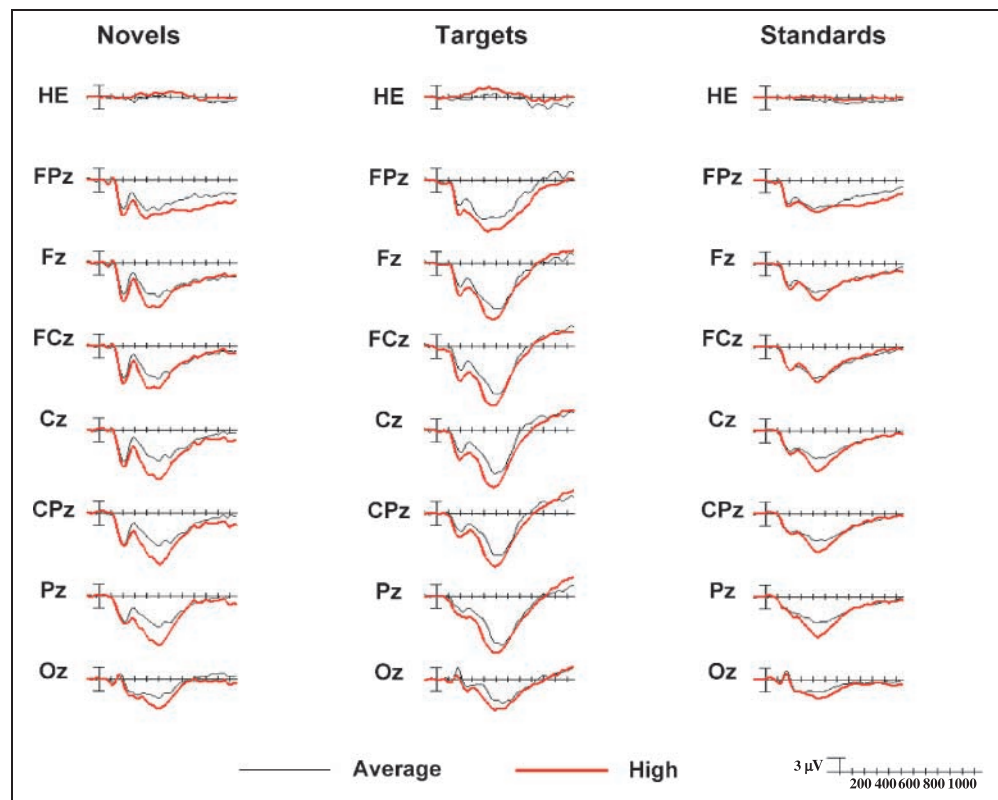 Novels Targets Standards
HE HE HE
FPz FPz FPz
Fz Fz Fz
FCz FCz FCz
Cz Cz Cz
CPz CPz CPz
Pz Pz Pz
Oz Oz Oz
Average High 3 µV
200 400 600 800 1000